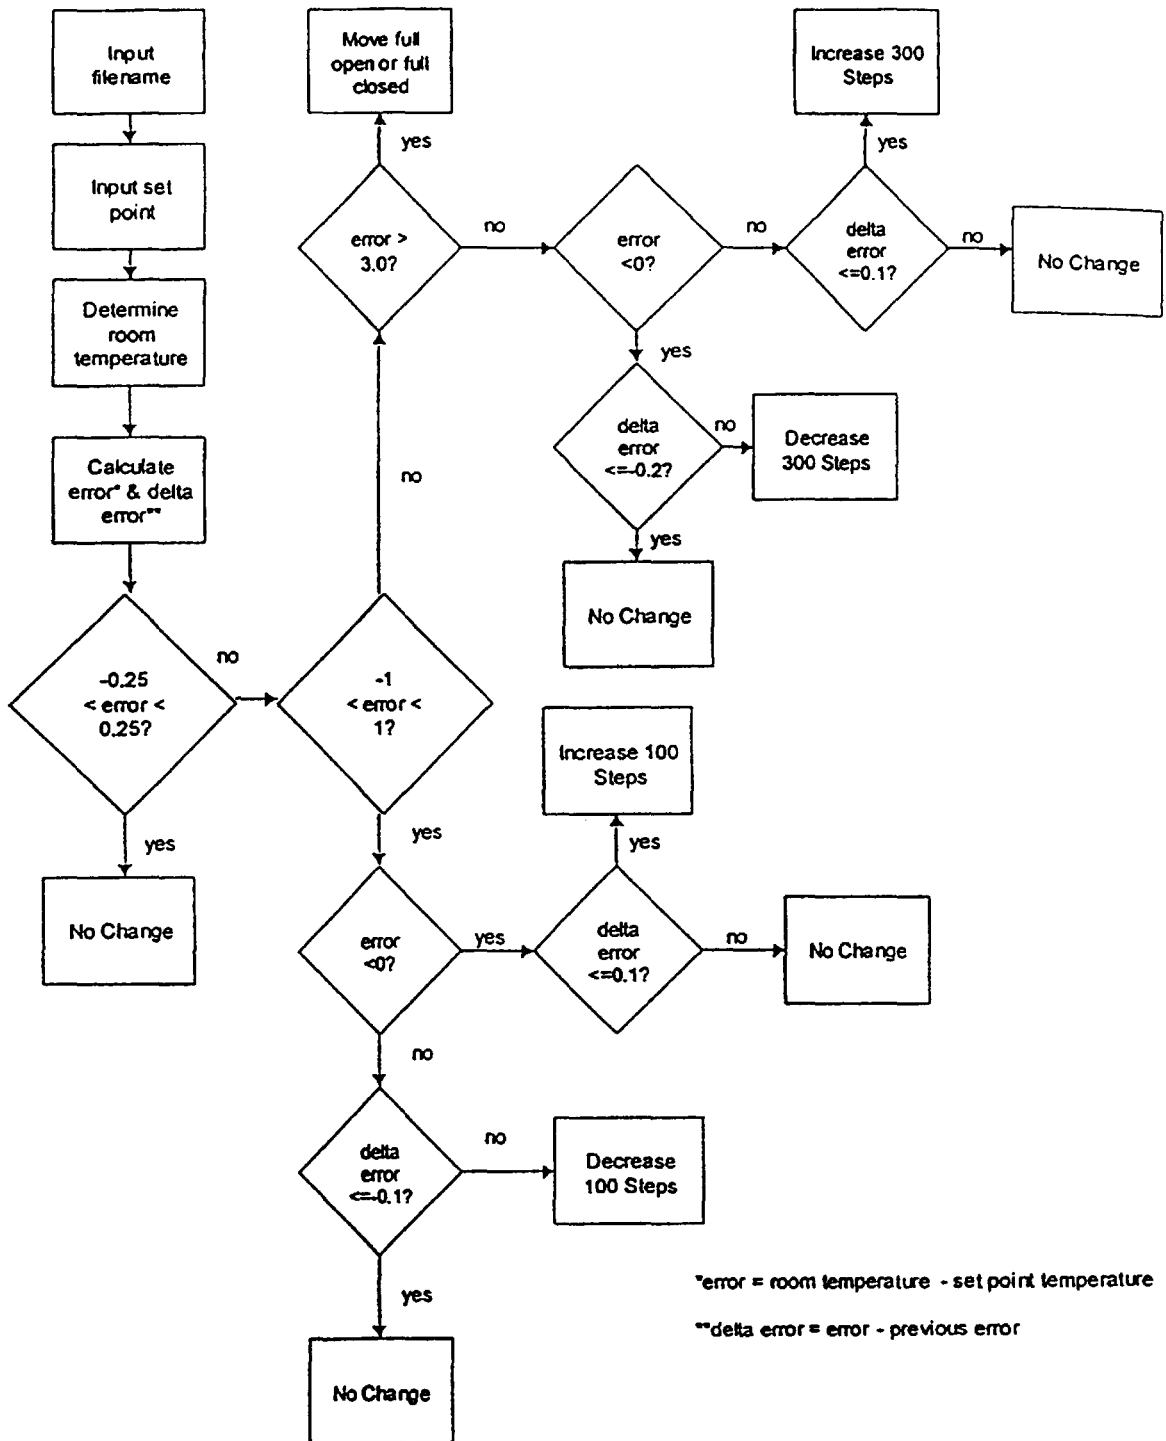 Input
filename
Input set
point
Determine
room
temperature
Calculate
error* & delta
error**
-0.25
< error <
0.25?
yes
No Change
no
-1
< error <
1?
no
error >
3.0?
yes
Move full
open or full
closed
no
error
<0?
no
delta
error
<=0.1?
yes
Increase 300
Steps
no
No Change
yes
delta
error
<=-0.2?
no
Decrease
300 Steps
yes
No Change
yes
error
<0?
yes
delta
error
<=0.1?
yes
Increase 100
Steps
no
No Change
no
delta
error
<=-0.1?
no
Decrease
100 Steps
yes
No Change
*error = room temperature - set point temperature
**delta error = error - previous error